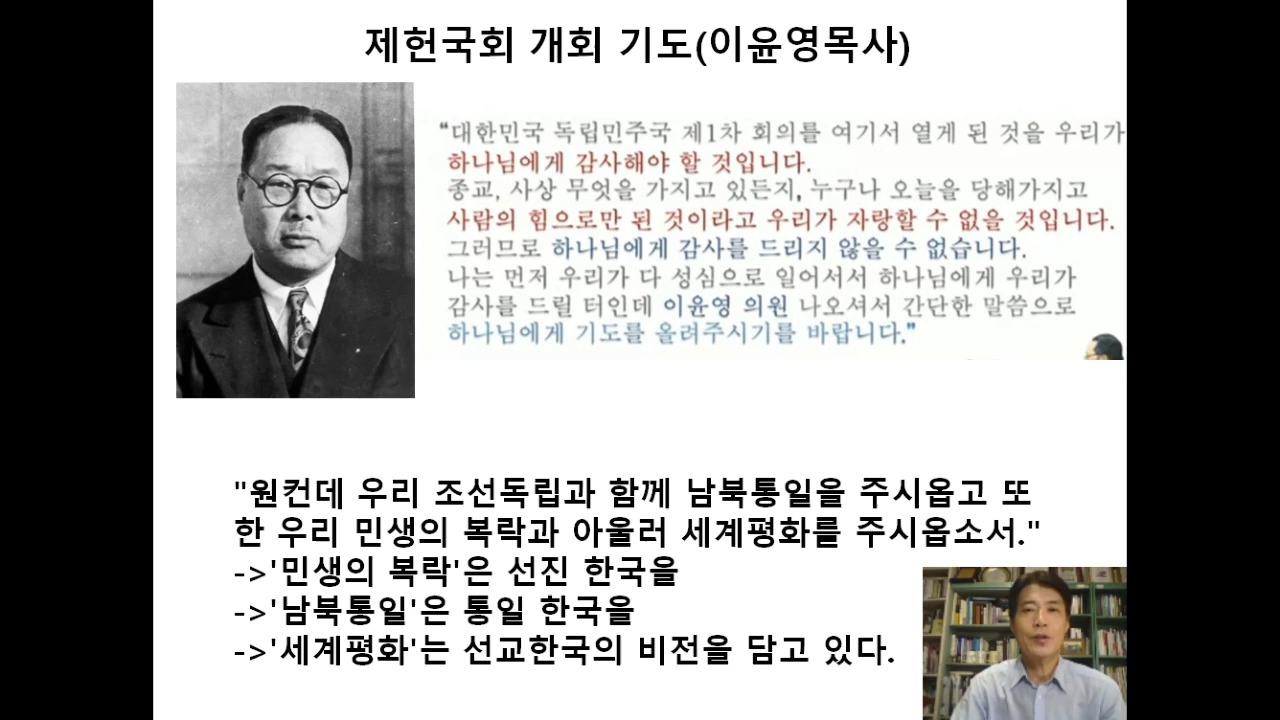 제헌국회 개회 기도(이윤영목사)
“대한민국 독립민주국 제1차 회의를 여기서 열게 된 것을 우리가
하나님에게 감사해야 할 것입니다.
종교, 사상 무엇을 가지고 있든지, 누구나 오늘을 당해가지고
사람의 힘으로만 된 것이라고 우리가 자랑할 수 없을 것입니다.
그러므로 하나님에게 감사를 드리지 않을 수 없습니다.
나는 먼저 우리가 다 성심으로 일어서서 하나님에게 우리가
감사를 드릴 터인데 이윤영 의원 나오셔서 간단한 말씀으로
하나님에게 기도를 올려주시기를 바랍니다.”
"원컨데 우리 조선독립과 함께 남북통일을 주시옵고 또
한 우리 민생의 복락과 아울러 세계평화를 주시옵소서."
->'민생의 복락'은 선진 한국을
->'남북통일'은 통일 한국을
->'세계평화'는 선교한국의 비전을 담고 있다.